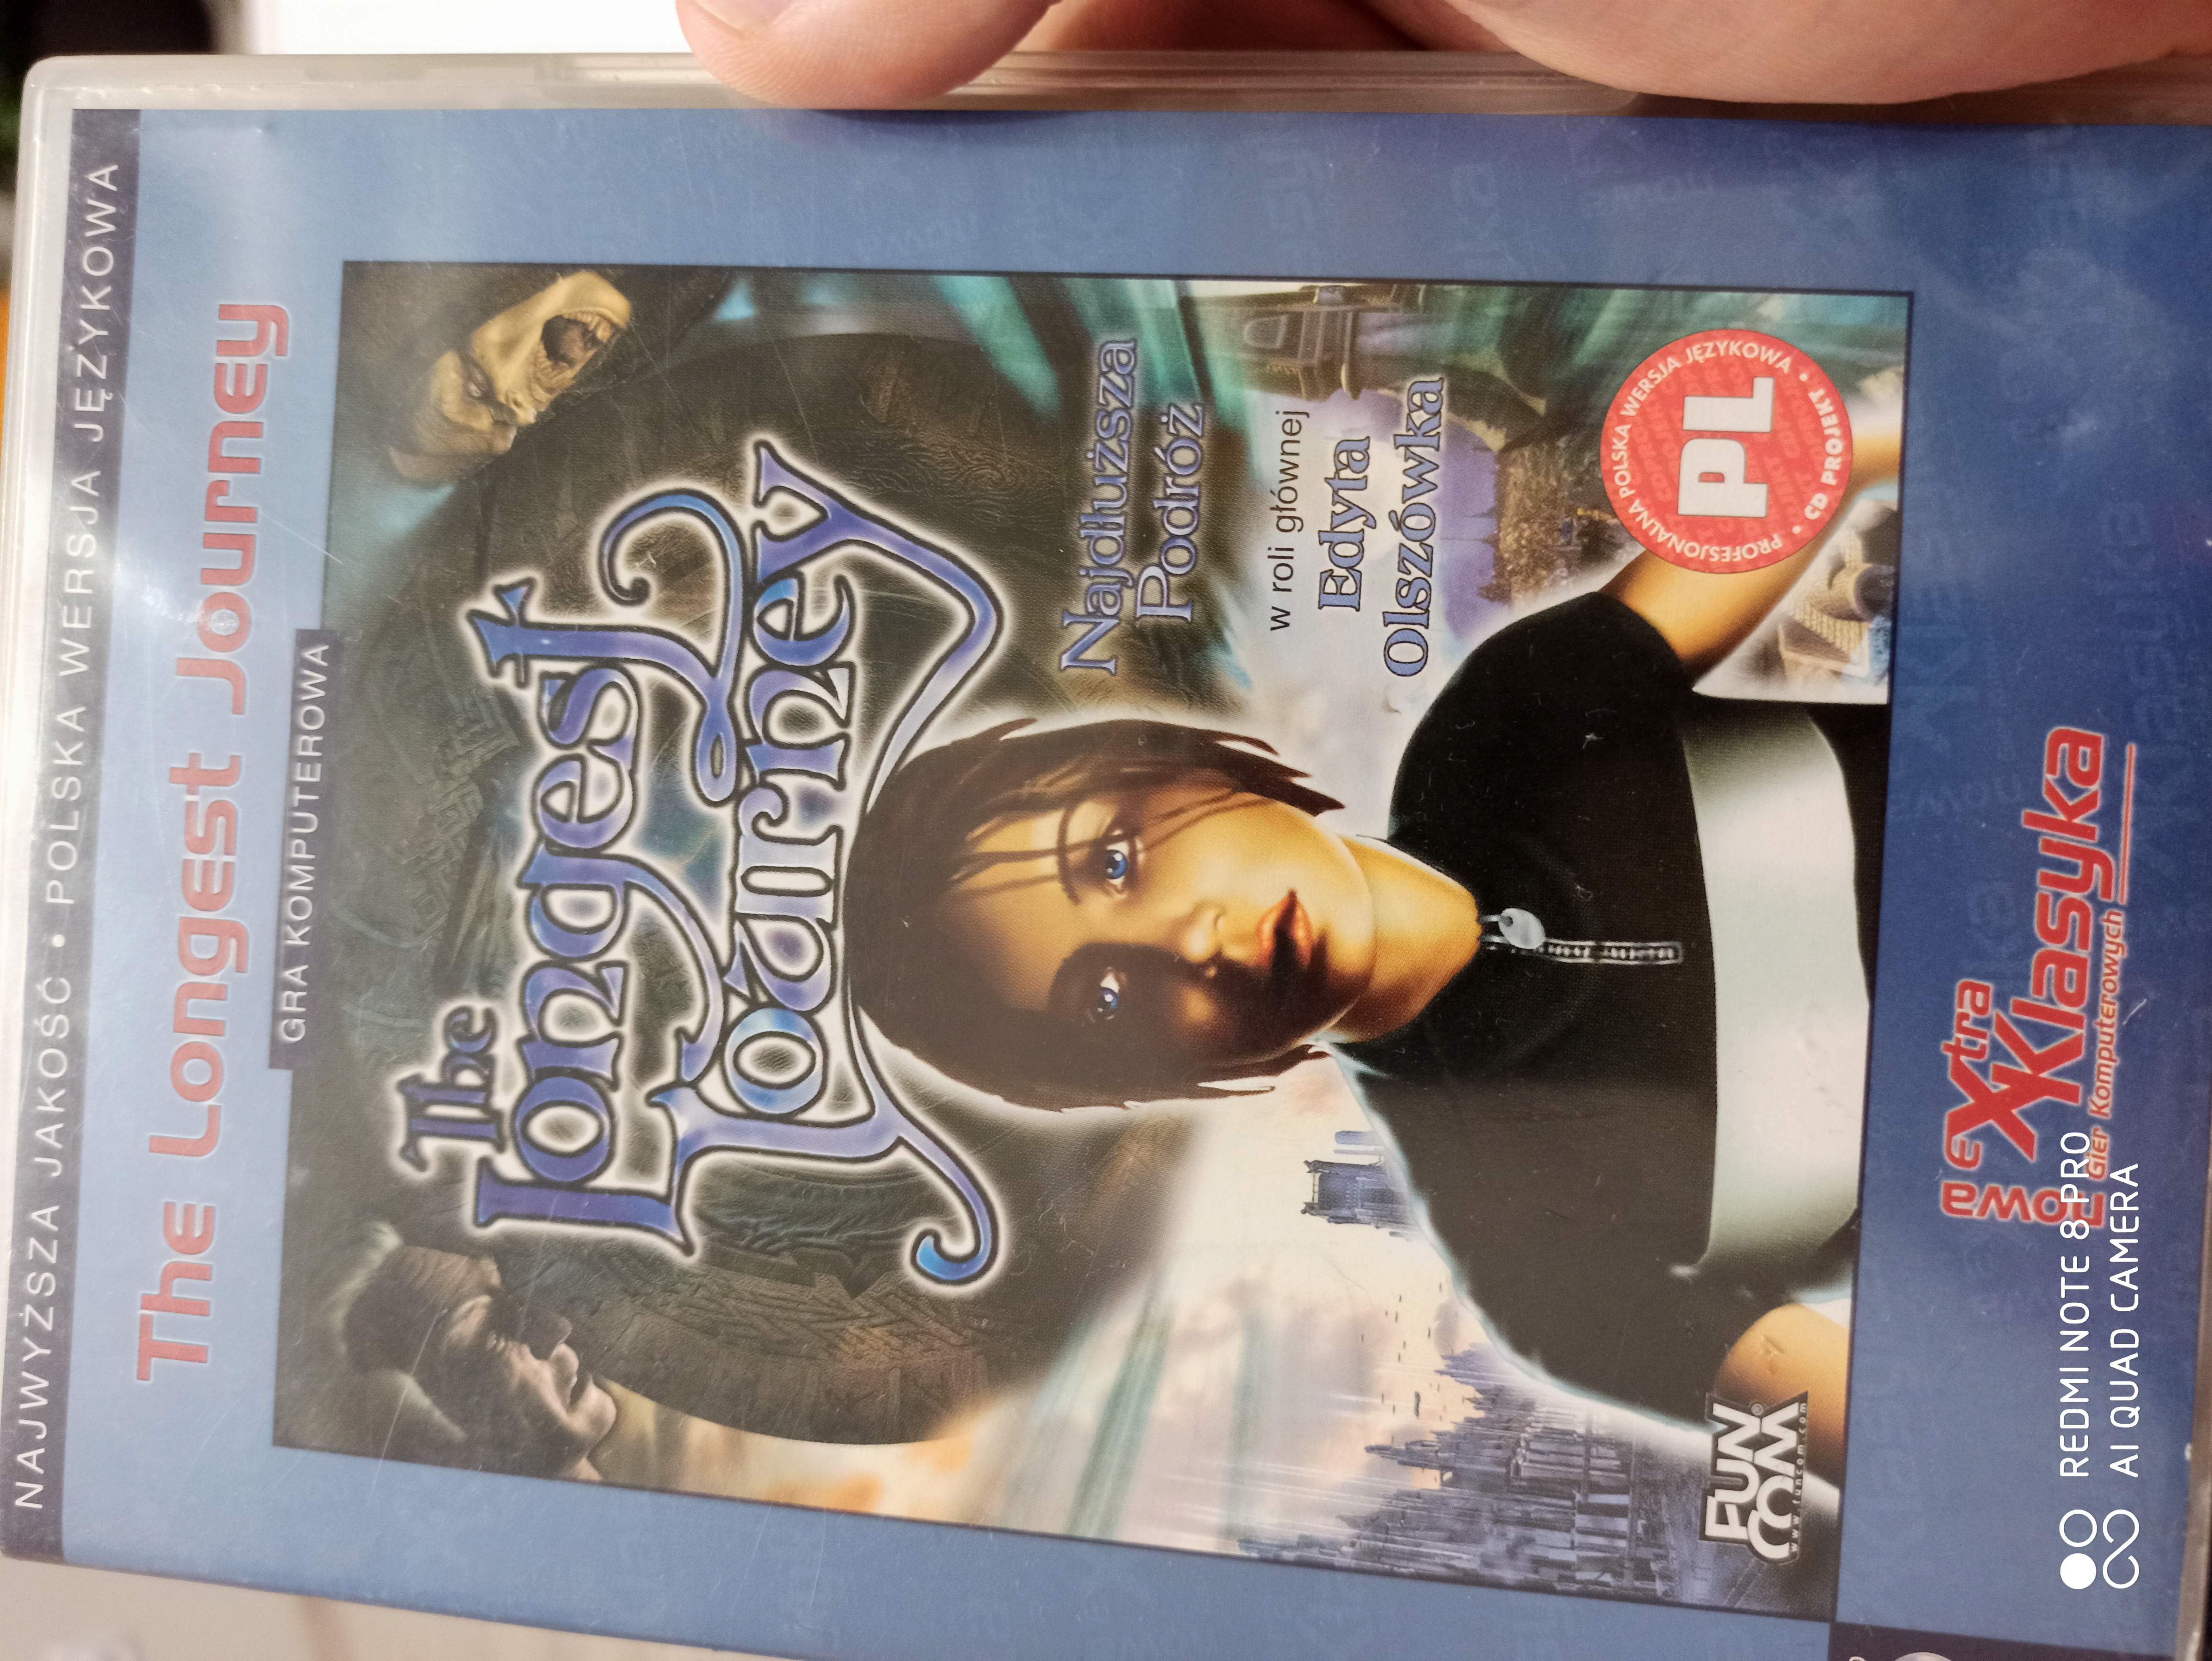 NAJWYŻSZA JAKOŚĆ • POLSKA WERSJA JĘZYKOWA
The Longest Journey
GRA KOMPUTEROWA
The
Longest
Journey
Najdłuższa
Podróż
w roli głównej
Edyta
Olszówka
PROFESJONALNA POLSKA WERSJA JĘZYKOWA • CD PROJEKT •
PL
FUNCOM®
www.funcom.com
nowa eXtra
Klasyka
Gier Komputerowych
REDMI NOTE 8 PRO
AI QUAD CAMERA